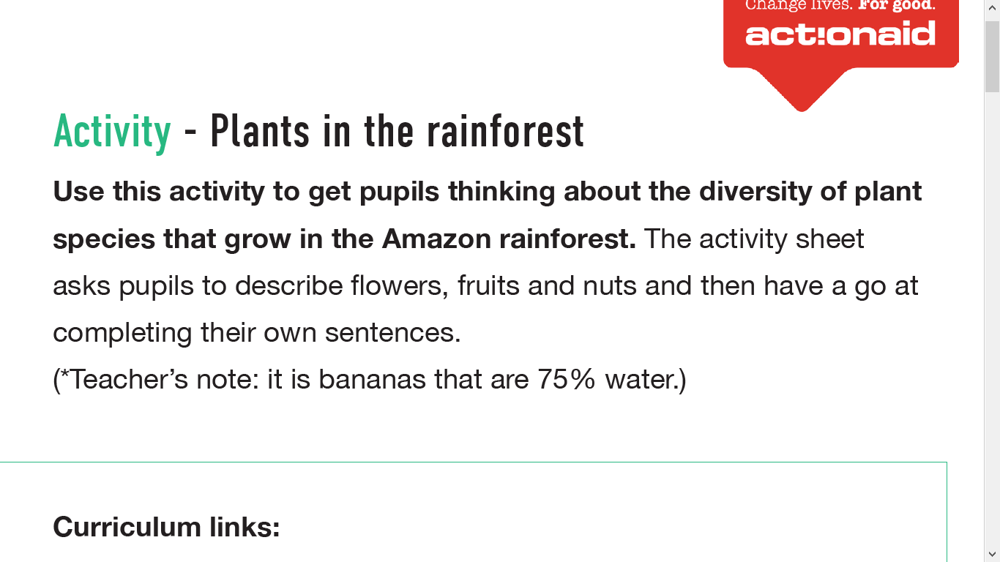 Change lives. For good.
act!onaid
Activity - Plants in the rainforest
Use this activity to get pupils thinking about the diversity of plant
species that grow in the Amazon rainforest. The activity sheet
asks pupils to describe flowers, fruits and nuts and then have a go at
completing their own sentences.
(*Teacher’s note: it is bananas that are 75% water.)
Curriculum links: